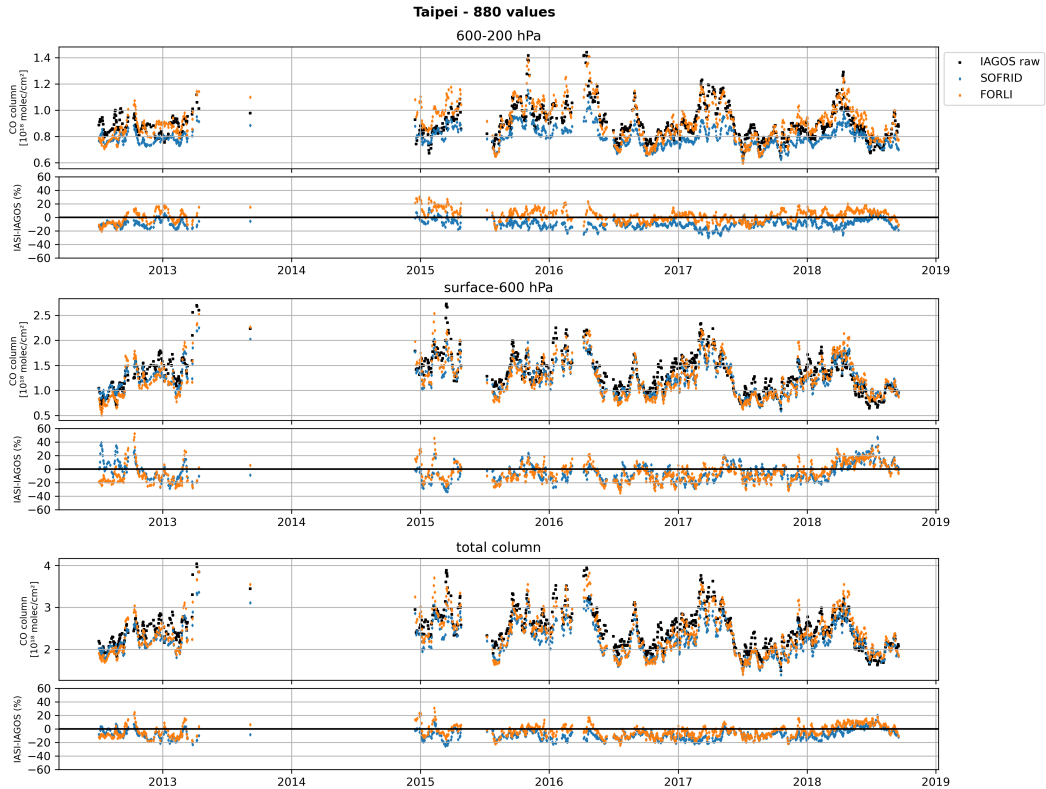 Taipei - 880 values
600-200 hPa
CO column
[10¹⁸ molec/cm²]
1.4
1.2
1.0
0.8
0.6
IAGOS raw
SOFRID
FORLI
IASI-IAGOS (%)
60
40
20
0
−20
−40
−60
2013 2014 2015 2016 2017 2018 2019
surface-600 hPa
CO column
[10¹⁸ molec/cm²]
2.5
2.0
1.5
1.0
0.5
IASI-IAGOS (%)
60
40
20
0
−20
−40
−60
2013 2014 2015 2016 2017 2018 2019
total column
CO column
[10¹⁸ molec/cm²]
4
3
2
IASI-IAGOS (%)
60
40
20
0
−20
−40
−60
2013 2014 2015 2016 2017 2018 2019